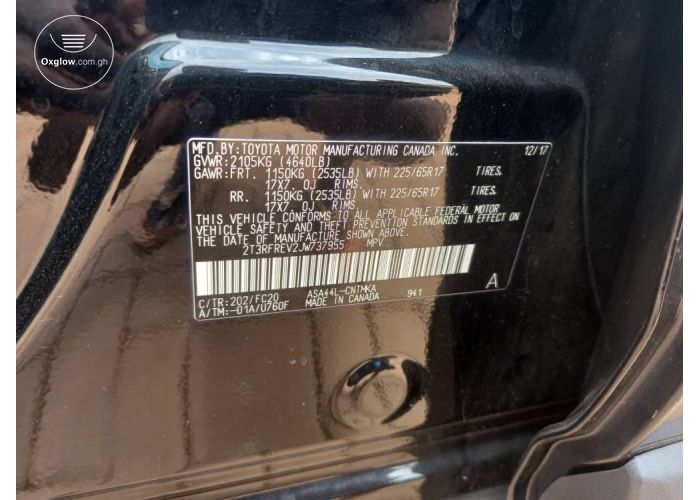 Oxglow.com.gh
MFD. BY: TOYOTA MOTOR MANUFACTURING CANADA INC. 12/17
GVWR: 2105KG (4640LB)
GAWR: FRT. 1150KG (2535LB) WITH 225/65R17 TIRES,
17X7. 0J RIMS.
RR. 1150KG (2535LB) WITH 225/65R17 TIRES,
17X7. 0J RIMS
THIS VEHICLE CONFORMS TO ALL APPLICABLE FEDERAL MOTOR
VEHICLE SAFETY AND THEFT PREVENTION STANDARDS IN EFFECT ON
THE DATE OF MANUFACTURE SHOWN ABOVE.
2T3RFREV2JW737955 MPV
C/TR: 202/FC20 ASA44L-CNTMKA 941 A
A/TM: -01A/U760F MADE IN CANADA